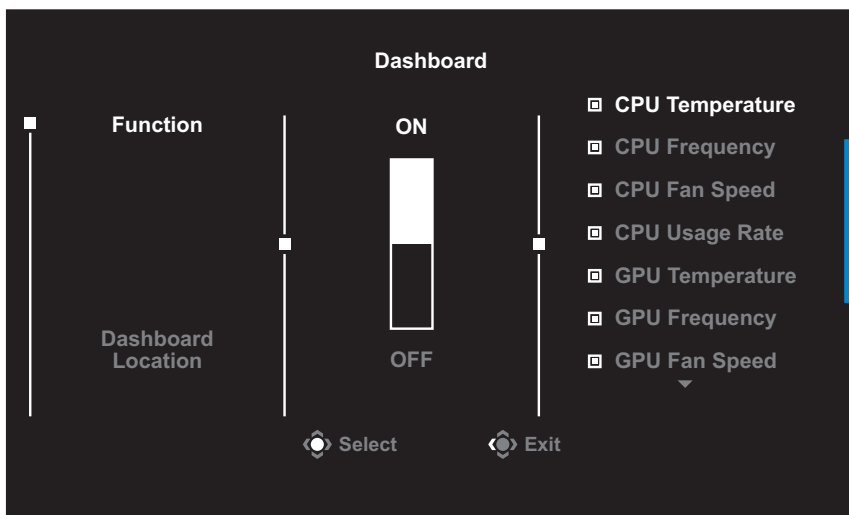 Dashboard
Function
Dashboard
Location
ON
OFF
CPU Temperature
CPU Frequency
CPU Fan Speed
CPU Usage Rate
GPU Temperature
GPU Frequency
GPU Fan Speed
Select
Exit